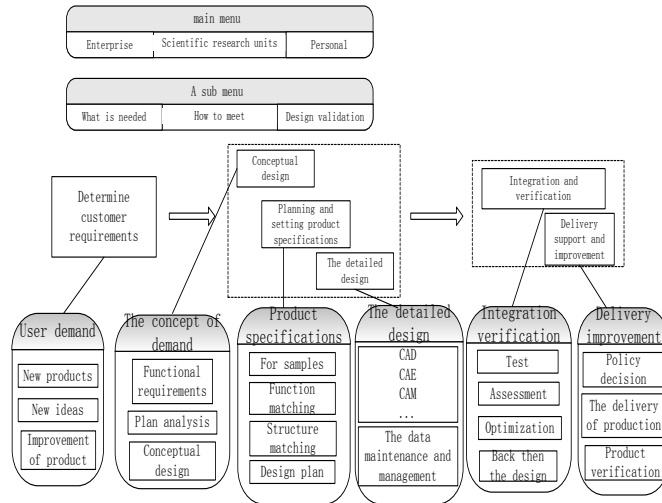 main menu
Enterprise
Scientific research units
Personal
A sub menu
What is needed
How to meet
Design validation
Determine
customer
requirements
Conceptual
design
Planning and
setting product
specifications
The detailed
design
Integration and
verification
Delivery
support and
improvement
User demand
New products
New ideas
Improvement
of product
The concept of
demand
Functional
requirements
Plan analysis
Conceptual
design
Product
specifications
For samples
Function
matching
Structure
matching
Design plan
The detailed
design
CAD
CAE
CAM
...
The data
maintenance and
management
Integration
verification
Test
Assessment
Optimization
Back then
the design
Delivery
improvement
Policy
decision
The delivery
of production
Product
verification